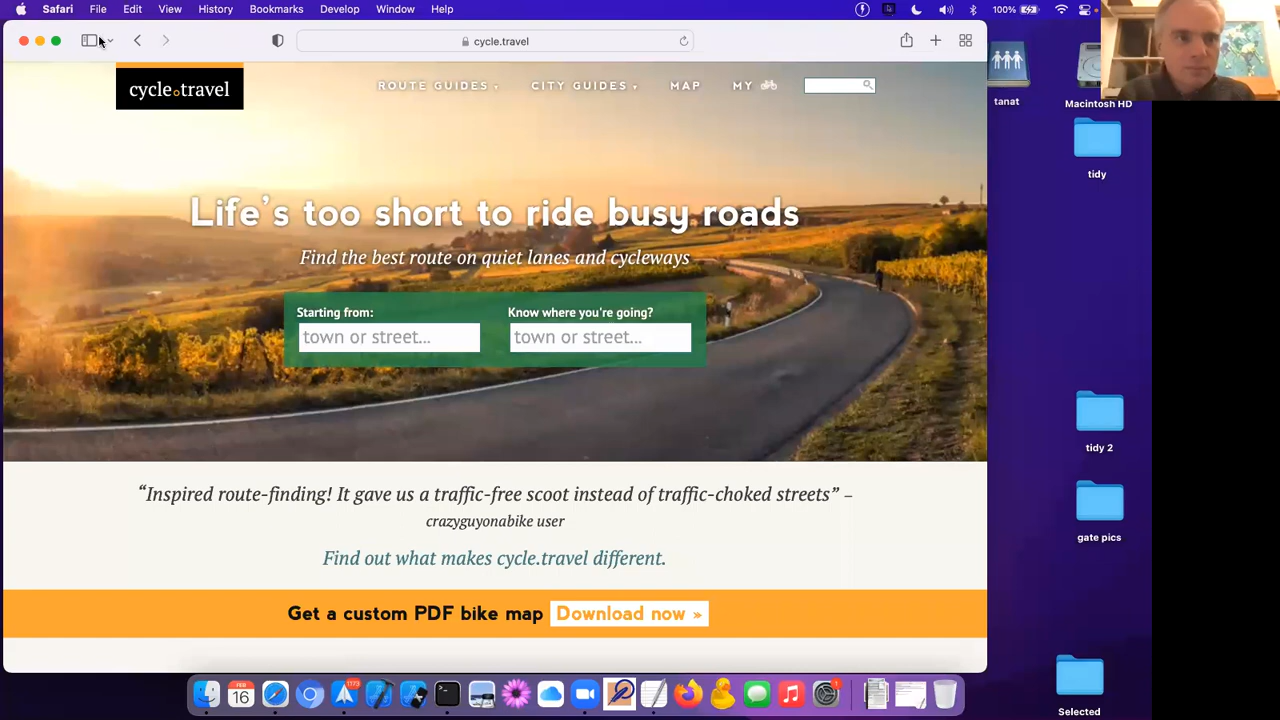 Safari File Edit View History Bookmarks Develop Window Help
100%
cycle.travel
tanat
Macintosh HD
cycle.travel
ROUTE GUIDES
CITY GUIDES
MAP
MY
tidy
Life's too short to ride busy roads
Find the best route on quiet lanes and cycleways
Starting from:
Know where you're going?
town or street...
town or street...
tidy 2
“Inspired route-finding! It gave us a traffic-free scoot instead of traffic-choked streets” –
crazyguyonabike user
gate pics
Find out what makes cycle.travel different.
Get a custom PDF bike map Download now »
FEB
16
1173
1
Selected